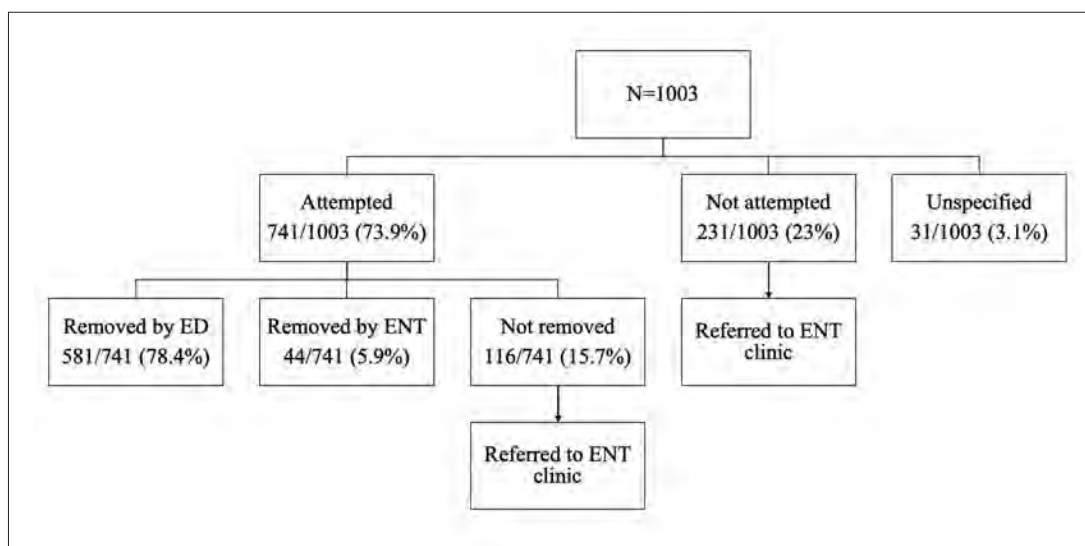 N=1003
Attempted
741/1003 (73.9%)
Not attempted
231/1003 (23%)
Unspecified
31/1003 (3.1%)
Removed by ED
581/741 (78.4%)
Removed by ENT
44/741 (5.9%)
Not removed
116/741 (15.7%)
Referred to ENT
clinic
Referred to ENT
clinic